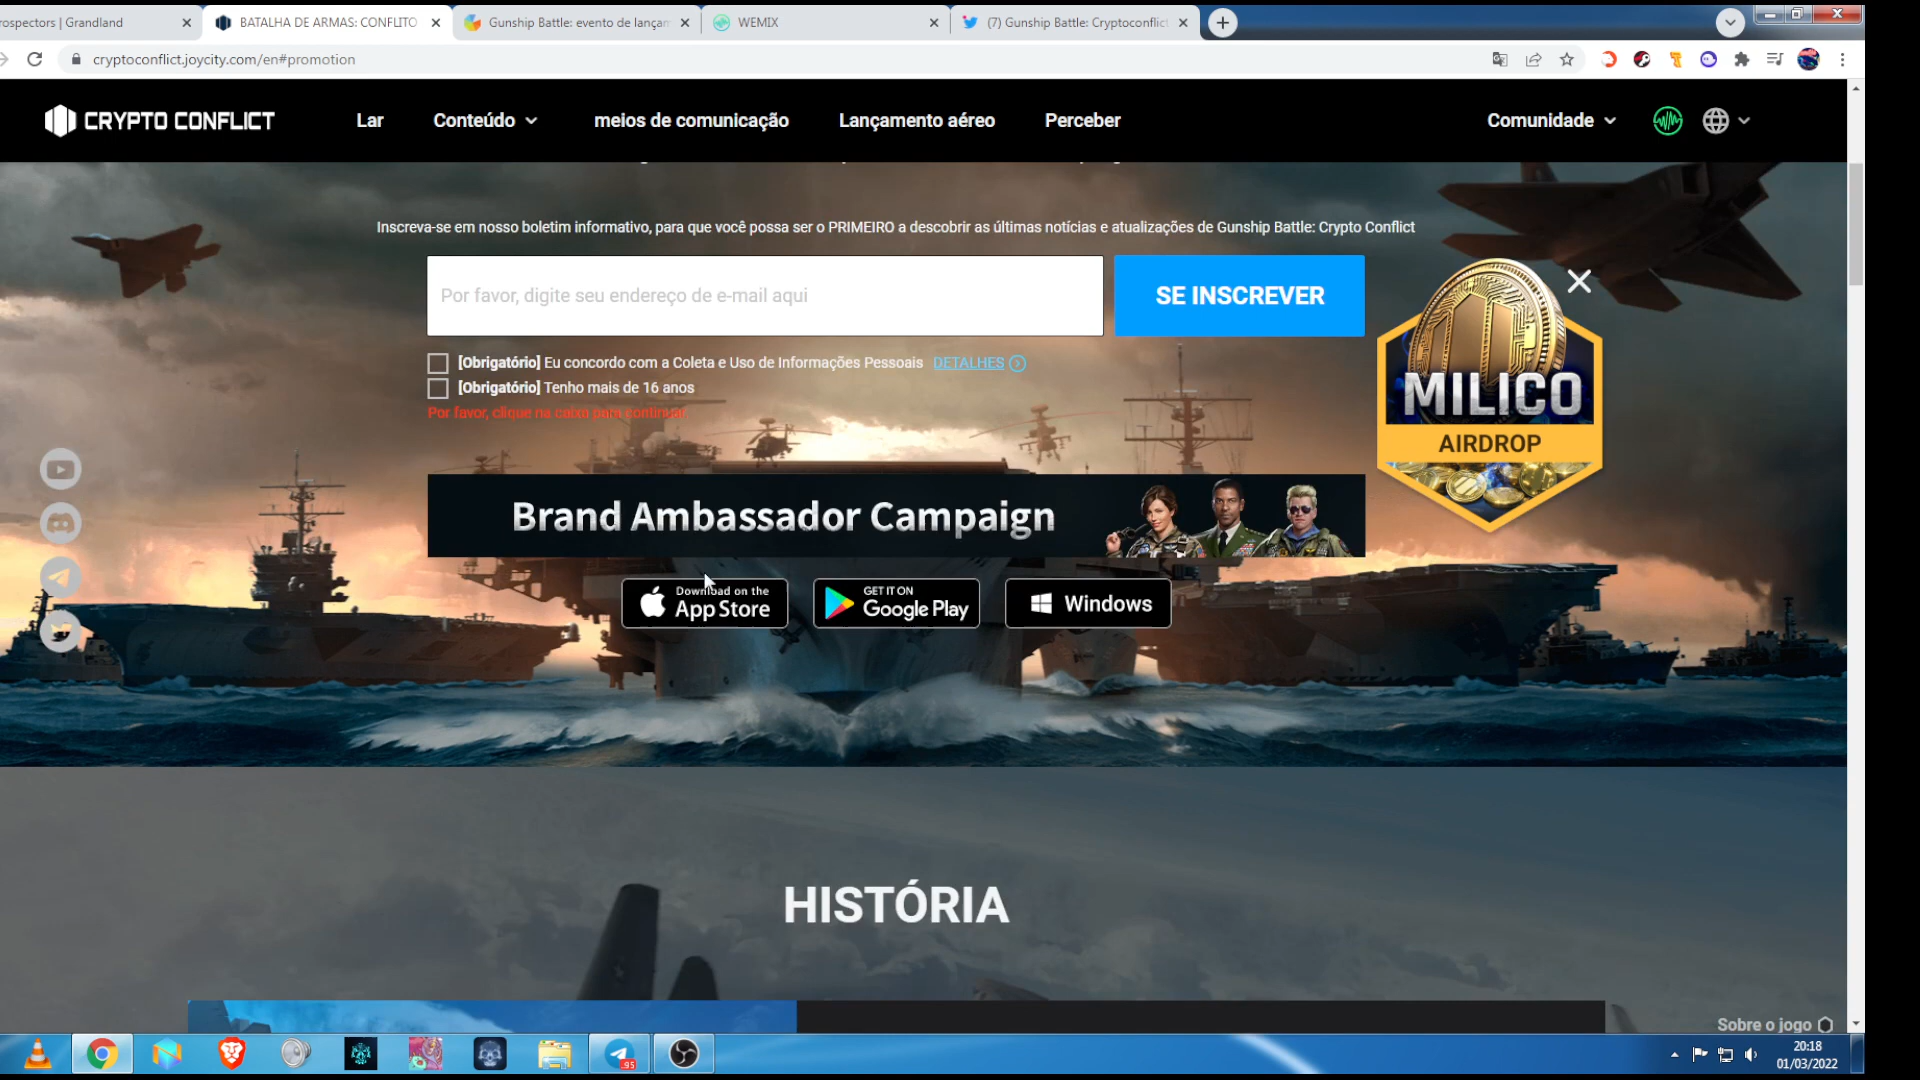 rospectors | Grandland
BATALHA DE ARMAS: CONFLITO
Gunship Battle: evento de lançam
WEMIX
(7) Gunship Battle: Cryptoconflict
cryptoconflict.joycity.com/en#promotion
CRYPTO CONFLICT
Lar
Conteúdo
meios de comunicação
Lançamento aéreo
Perceber
Comunidade
Inscreva-se em nosso boletim informativo, para que você possa ser o PRIMEIRO a descobrir as últimas notícias e atualizações de Gunship Battle: Crypto Conflict
Por favor, digite seu endereço de e-mail aqui
SE INSCREVER
[Obrigatório] Eu concordo com a Coleta e Uso de Informações Pessoais DETALHES
[Obrigatório] Tenho mais de 16 anos
Por favor, clique na caixa para continuar.
MILICO
AIRDROP
Brand Ambassador Campaign
Download on the
App Store
GET IT ON
Google Play
Windows
HISTÓRIA
Sobre o jogo
95
20:18
01/03/2022